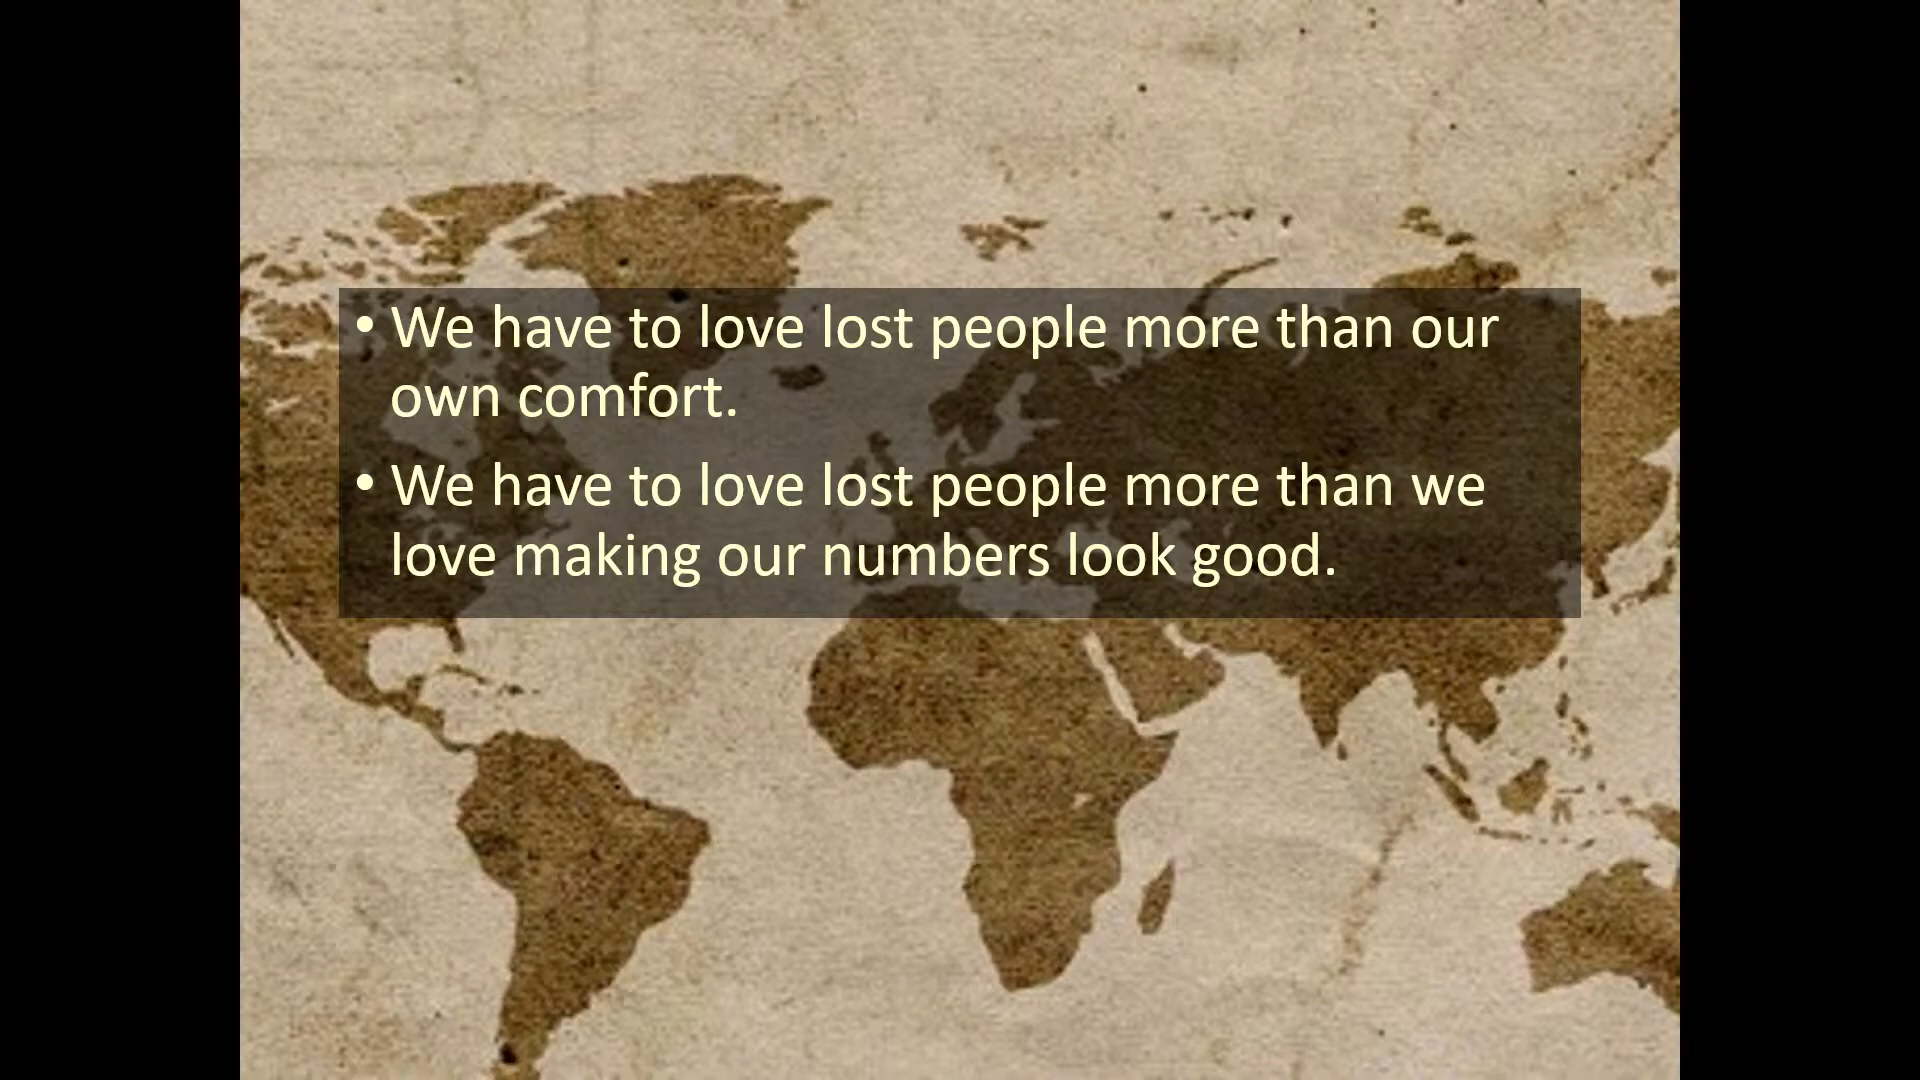 • We have to love lost people more than our
own comfort.
• We have to love lost people more than we
love making our numbers look good.